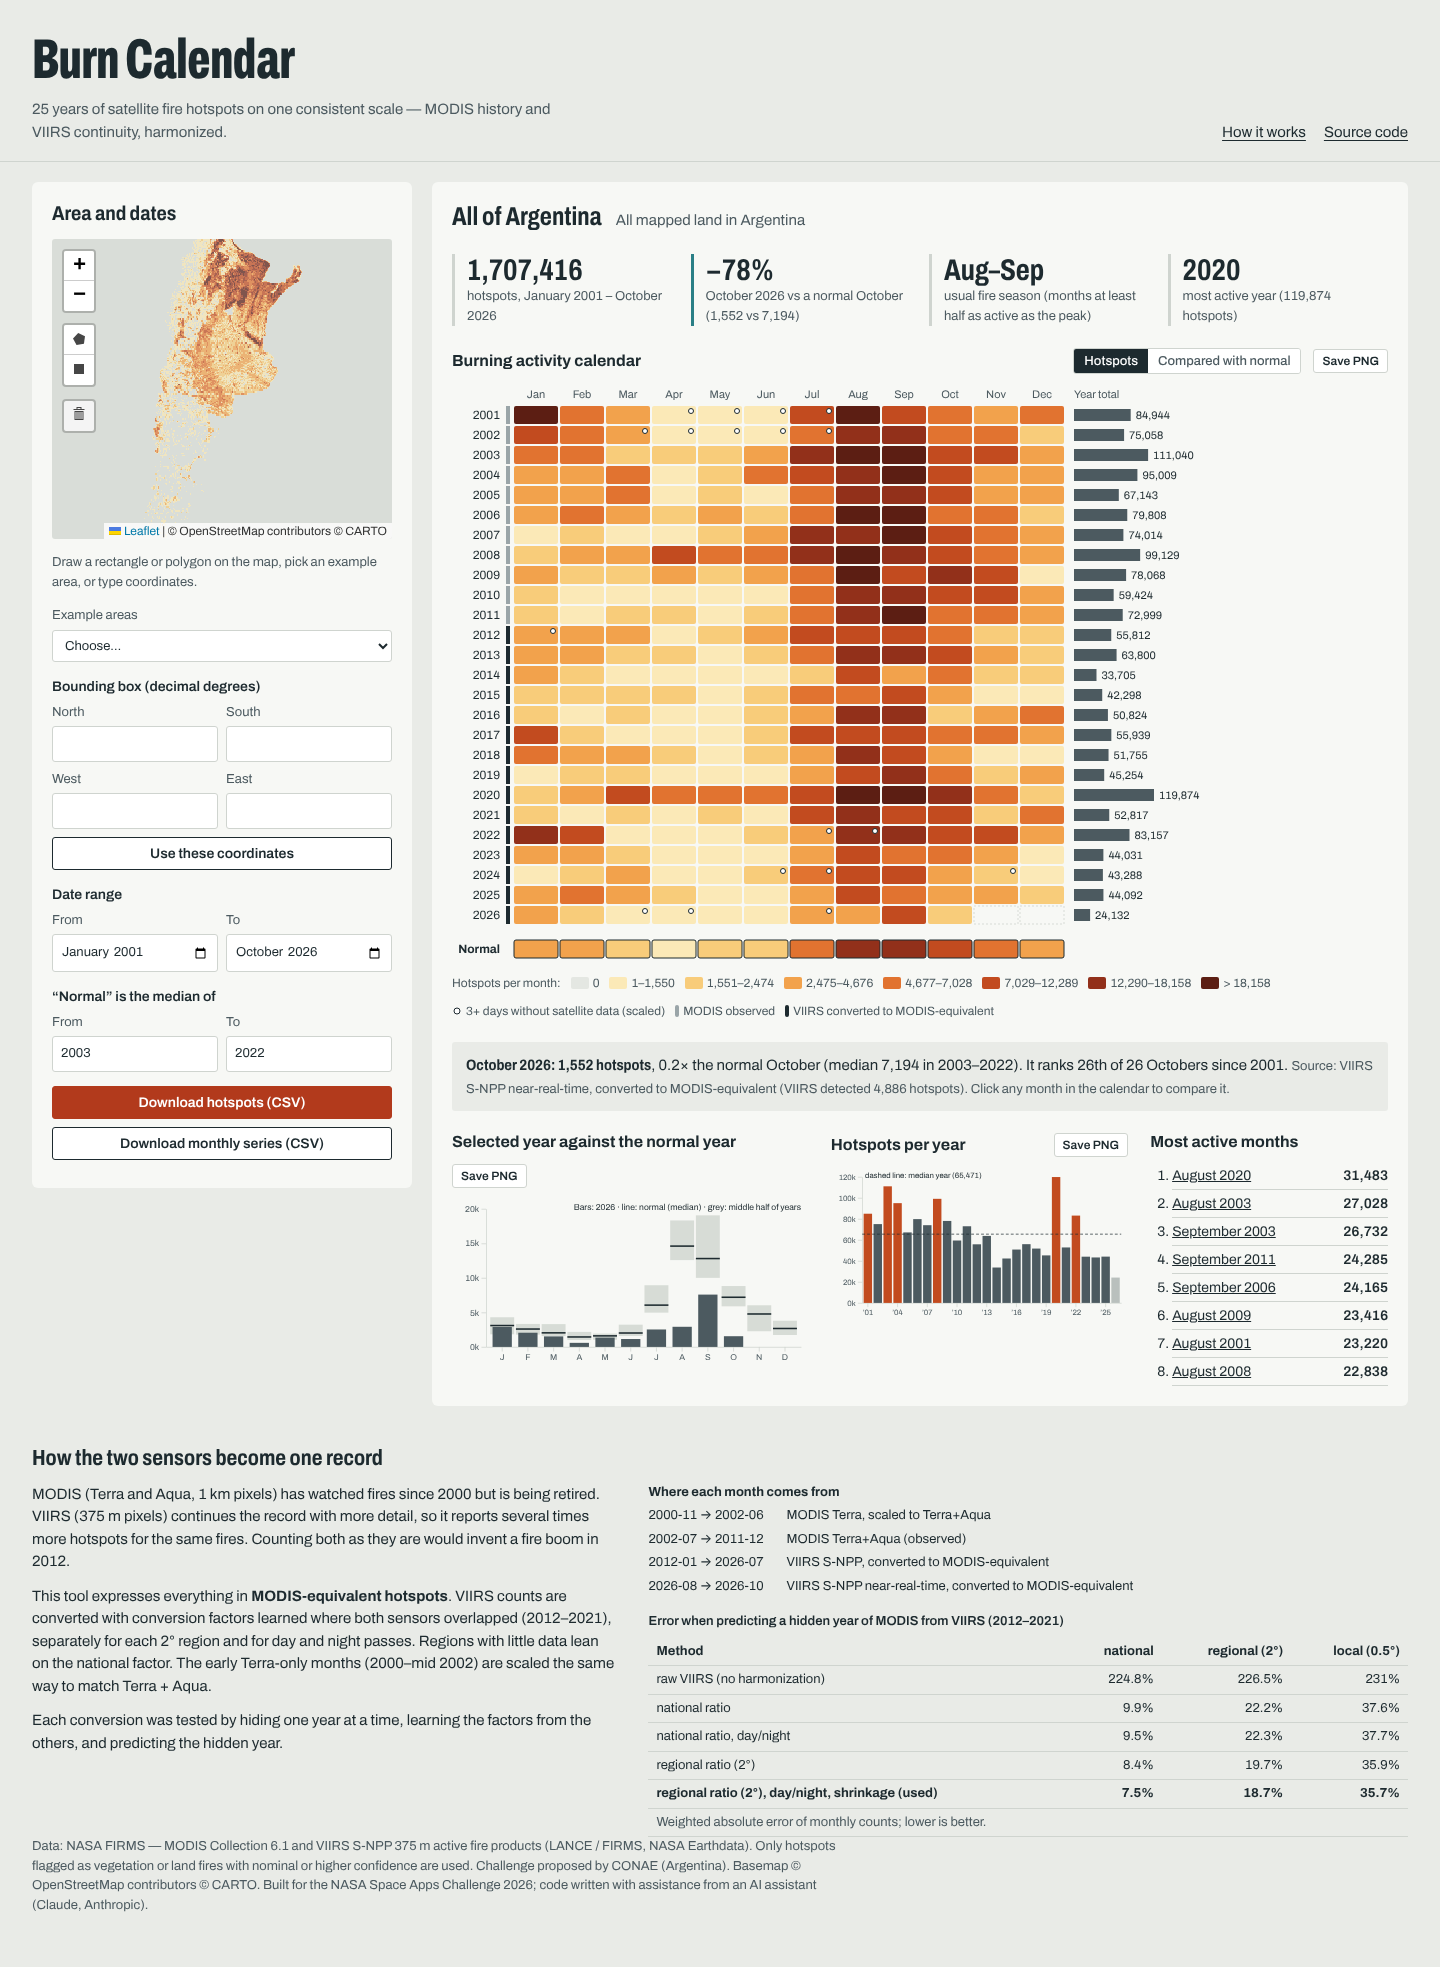 Burn Calendar
25 years of satellite fire hotspots on one consistent scale — MODIS history and
VIIRS continuity, harmonized.
How it works Source code
Area and dates
+
−
Leaflet | © OpenStreetMap contributors © CARTO
Draw a rectangle or polygon on the map, pick an example
area, or type coordinates.
Example areas
Choose...
Bounding box (decimal degrees)
North South
West East
Use these coordinates
Date range
From To
January 2001 October 2026
“Normal” is the median of
From To
2003 2022
Download hotspots (CSV)
Download monthly series (CSV)
All of Argentina All mapped land in Argentina
1,707,416
hotspots, January 2001 – October
2026
−78%
October 2026 vs a normal October
(1,552 vs 7,194)
Aug–Sep
usual fire season (months at least
half as active as the peak)
2020
most active year (119,874
hotspots)
Burning activity calendar
Hotspots Compared with normal Save PNG
Jan Feb Mar Apr May Jun Jul Aug Sep Oct Nov Dec Year total
2001 84,944
2002 75,058
2003 111,040
2004 95,009
2005 67,143
2006 79,808
2007 74,014
2008 99,129
2009 78,068
2010 59,424
2011 72,999
2012 55,812
2013 63,800
2014 33,705
2015 42,298
2016 50,824
2017 55,939
2018 51,755
2019 45,254
2020 119,874
2021 52,817
2022 83,157
2023 44,031
2024 43,288
2025 44,092
2026 24,132
Normal
Hotspots per month: 0 1–1,550 1,551–2,474 2,475–4,676 4,677–7,028 7,029–12,289 12,290–18,158 > 18,158
3+ days without satellite data (scaled) MODIS observed VIIRS converted to MODIS-equivalent
October 2026: 1,552 hotspots, 0.2× the normal October (median 7,194 in 2003–2022). It ranks 26th of 26 Octobers since 2001. Source: VIIRS
S-NPP near-real-time, converted to MODIS-equivalent (VIIRS detected 4,886 hotspots). Click any month in the calendar to compare it.
Selected year against the normal year
Save PNG
Bars: 2026 · line: normal (median) · grey: middle half of years
20k
15k
10k
5k
0k
J F M A M J J A S O N D
Hotspots per year
Save PNG
dashed line: median year (65,471)
120k
100k
80k
60k
40k
20k
0k
'01 '04 '07 '10 '13 '16 '19 '22 '25
Most active months
1. August 2020 31,483
2. August 2003 27,028
3. September 2003 26,732
4. September 2011 24,285
5. September 2006 24,165
6. August 2009 23,416
7. August 2001 23,220
8. August 2008 22,838
How the two sensors become one record
MODIS (Terra and Aqua, 1 km pixels) has watched fires since 2000 but is being retired.
VIIRS (375 m pixels) continues the record with more detail, so it reports several times
more hotspots for the same fires. Counting both as they are would invent a fire boom in
2012.
This tool expresses everything in MODIS-equivalent hotspots. VIIRS counts are
converted with conversion factors learned where both sensors overlapped (2012–2021),
separately for each 2° region and for day and night passes. Regions with little data lean
on the national factor. The early Terra-only months (2000–mid 2002) are scaled the same
way to match Terra + Aqua.
Each conversion was tested by hiding one year at a time, learning the factors from the
others, and predicting the hidden year.
Where each month comes from
2000-11 → 2002-06 MODIS Terra, scaled to Terra+Aqua
2002-07 → 2011-12 MODIS Terra+Aqua (observed)
2012-01 → 2026-07 VIIRS S-NPP, converted to MODIS-equivalent
2026-08 → 2026-10 VIIRS S-NPP near-real-time, converted to MODIS-equivalent
Error when predicting a hidden year of MODIS from VIIRS (2012–2021)
Method national regional (2°) local (0.5°)
raw VIIRS (no harmonization) 224.8% 226.5% 231%
national ratio 9.9% 22.2% 37.6%
national ratio, day/night 9.5% 22.3% 37.7%
regional ratio (2°) 8.4% 19.7% 35.9%
regional ratio (2°), day/night, shrinkage (used) 7.5% 18.7% 35.7%
Weighted absolute error of monthly counts; lower is better.
Data: NASA FIRMS — MODIS Collection 6.1 and VIIRS S-NPP 375 m active fire products (LANCE / FIRMS, NASA Earthdata). Only hotspots
flagged as vegetation or land fires with nominal or higher confidence are used. Challenge proposed by CONAE (Argentina). Basemap ©
OpenStreetMap contributors © CARTO. Built for the NASA Space Apps Challenge 2026; code written with assistance from an AI assistant
(Claude, Anthropic).